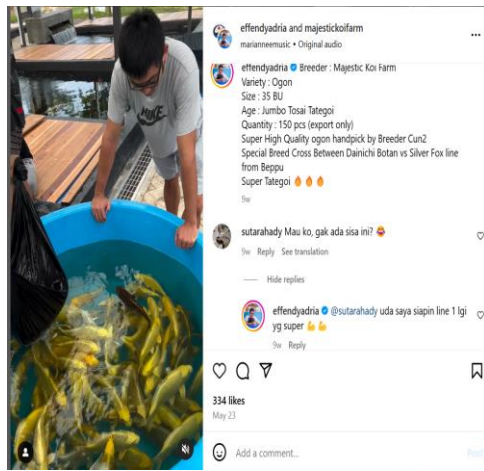 NIKE
effendyadria and majestickoifarm
marianneemusic • Original audio
effendyadria Breeder : Majestic Koi Farm
Variety : Ogon
Size : 35 BU
Age : Jumbo Tosai Tategoi
Quantity : 150 pcs (export only)
Super High Quality ogon handpick by Breeder Cun2
Special Breed Cross Between Dainichi Botan vs Silver Fox line
from Beppu
Super Tategoi 🔥 🔥 🔥
9w
sutarahady Mau ko, gak ada sisa ini? 😂
9w Reply See translation
Hide replies
effendyadria @sutarahady uda saya siapin line 1 lgi
yg super 💪 💪
9w Reply
334 likes
May 23
Add a comment...
Post